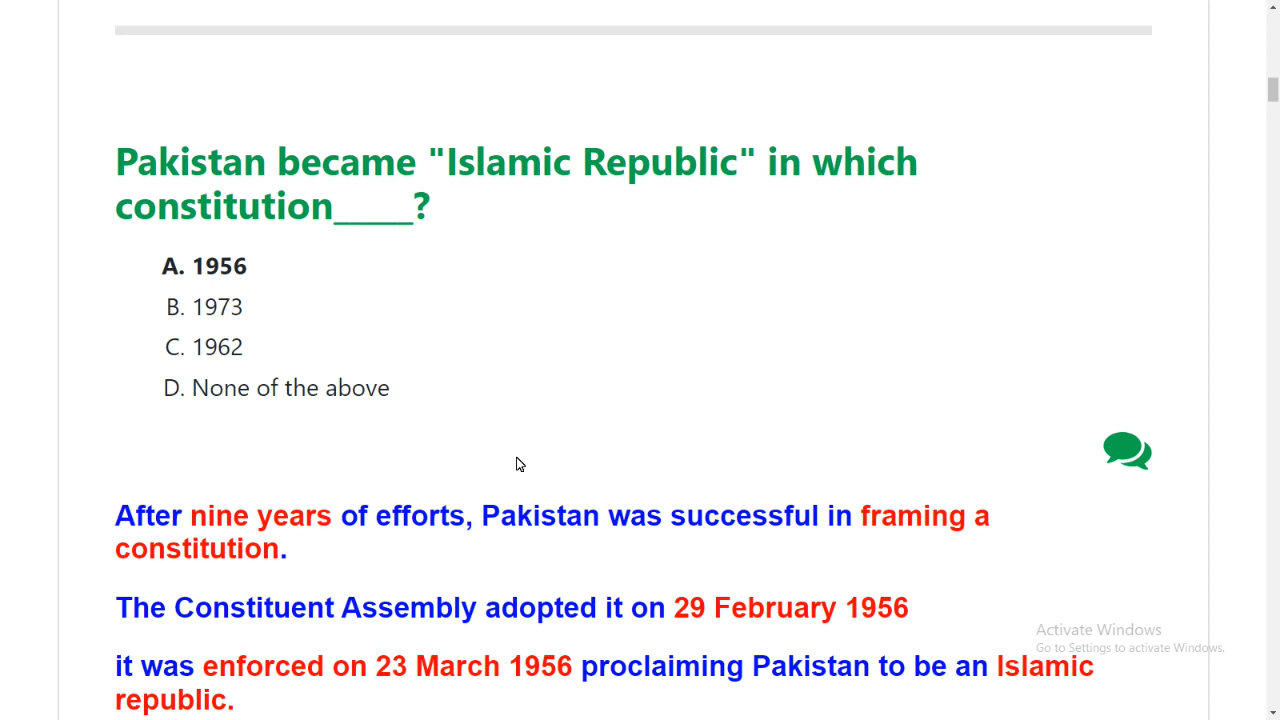 Pakistan became "Islamic Republic" in which
constitution_____?
A. 1956
B. 1973
C. 1962
D. None of the above
After nine years of efforts, Pakistan was successful in framing a
constitution.
The Constituent Assembly adopted it on 29 February 1956
it was enforced on 23 March 1956 proclaiming Pakistan to be an Islamic
republic.
Activate Windows
Go to Settings to activate Windows.